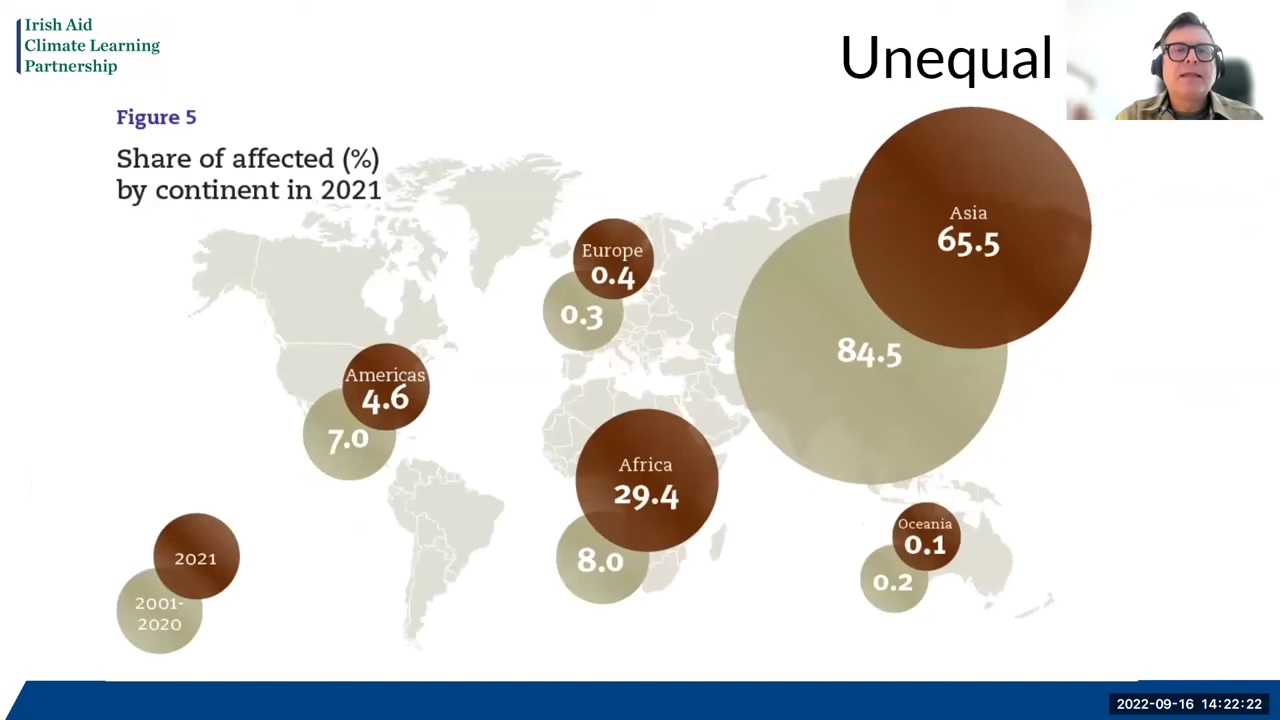 Irish Aid
Climate Learning
Partnership
Unequal
Figure 5
Share of affected (%)
by continent in 2021
Asia
65.5
84.5
Europe
0.4
0.3
Americas
4.6
7.0
Africa
29.4
8.0
Oceania
0.1
0.2
2021
2001-
2020
2022-09-16 14:22:22